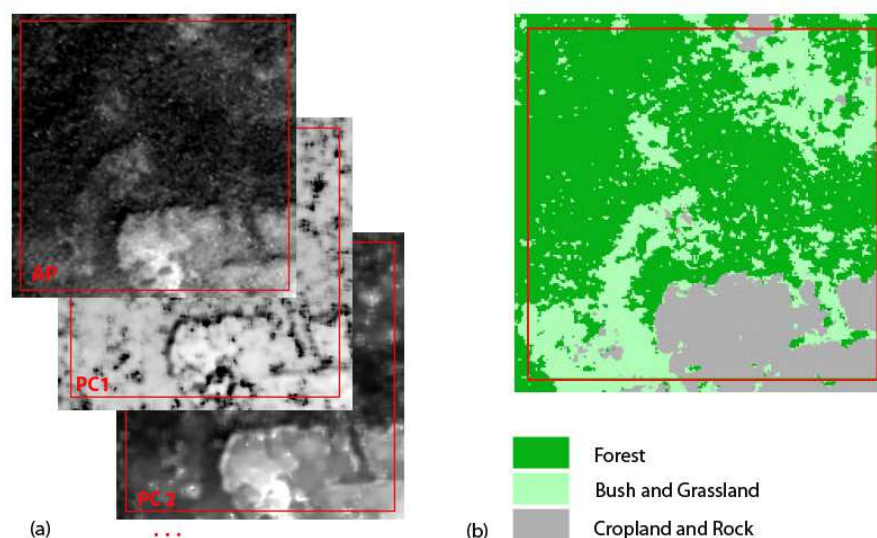 AP
PC1
PC 2
(a)
...
(b)
Forest
Bush and Grassland
Cropland and Rock